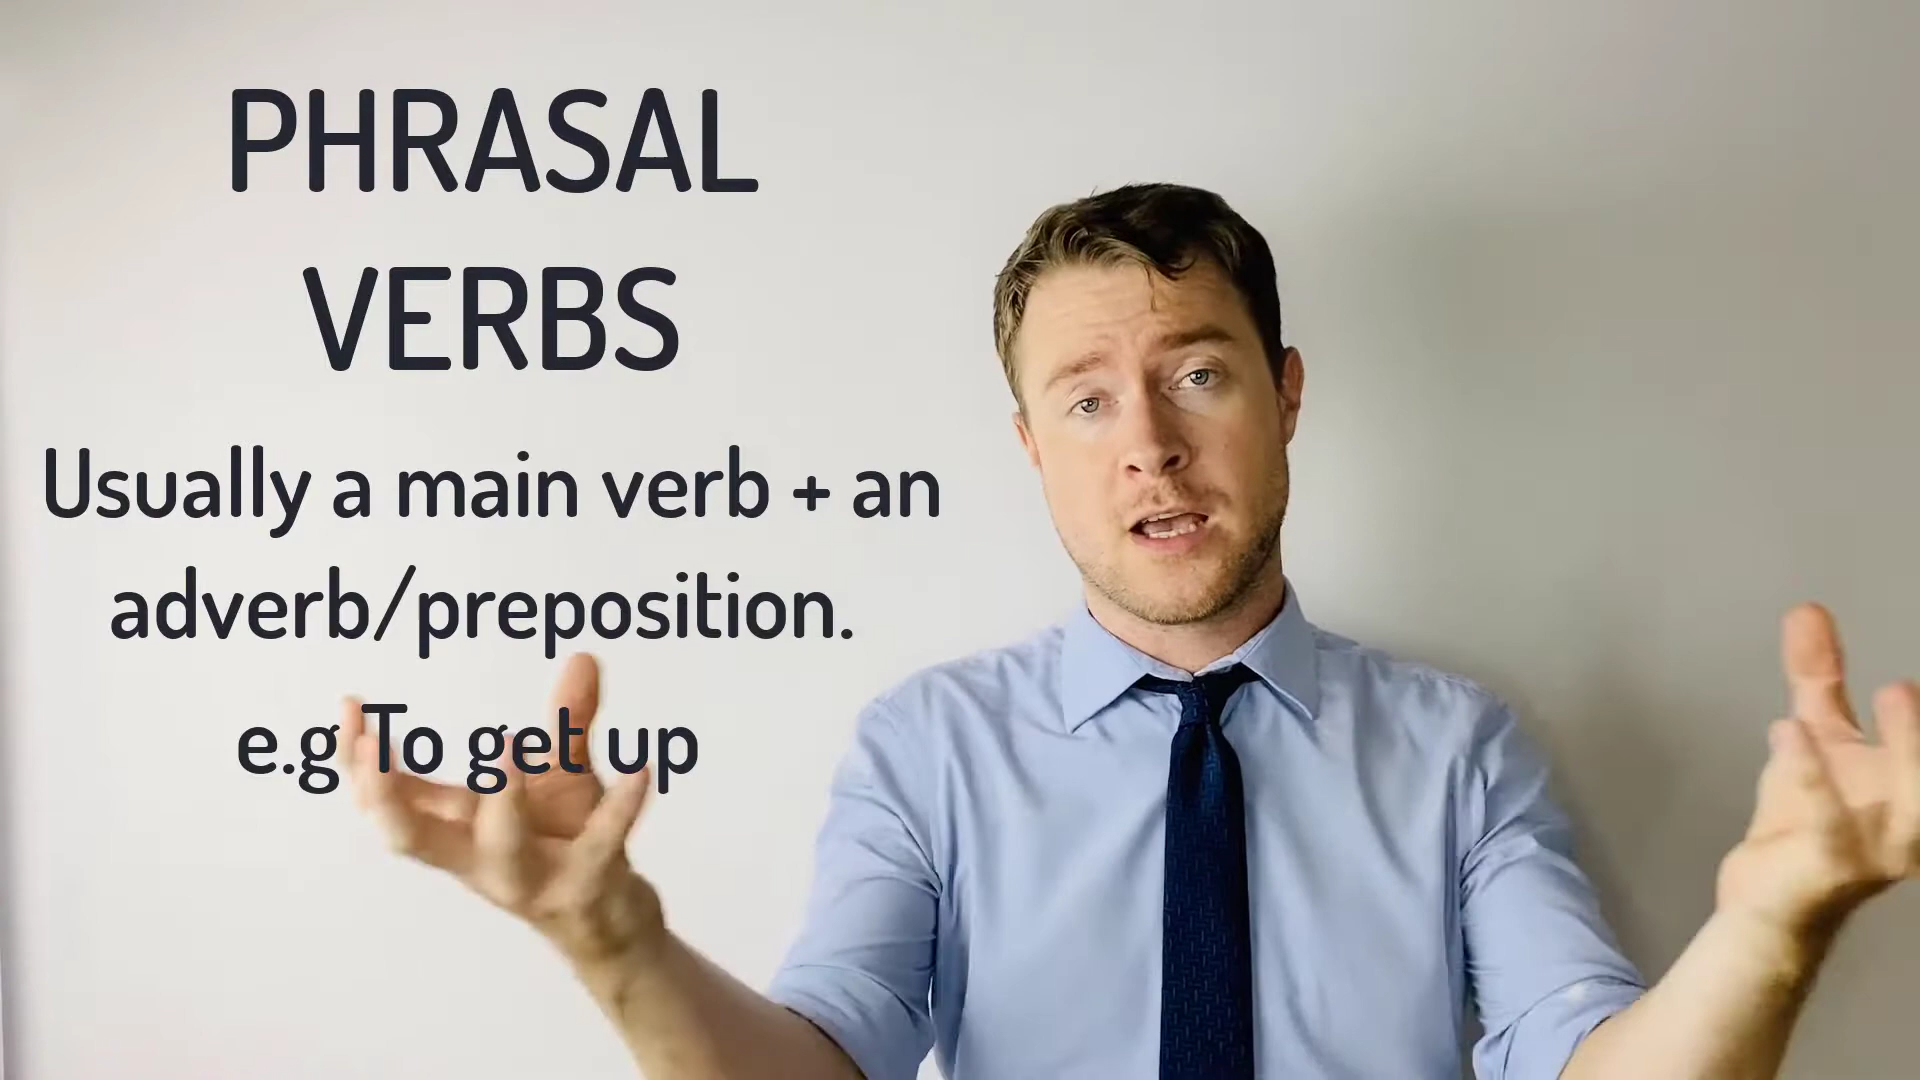 PHRASAL
VERBS
Usually a main verb + an
adverb/preposition.
e.g To get up